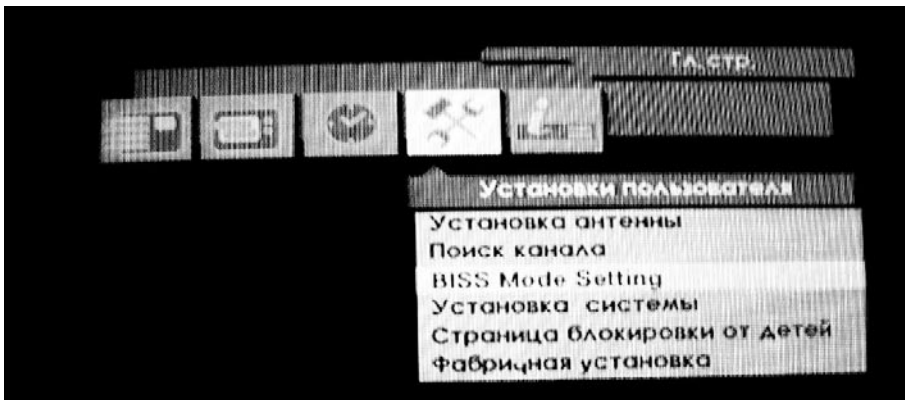 Гл. стр.
Установки пользователя
Установка антенны
Поиск канала
BISS Mode Setting
Установка системы
Страница блокировки от детей
Фабричная установка